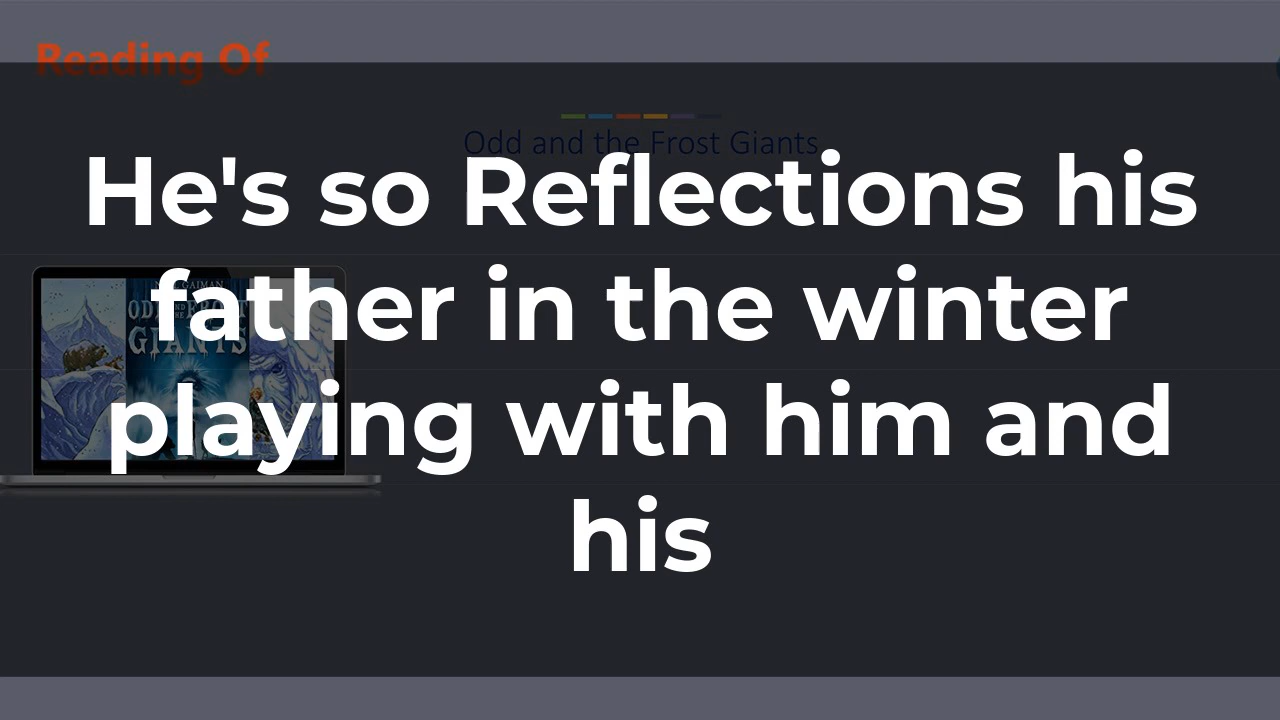 Reading Of
Odd and the Frost Giants
He's so Reflections his
father in the winter
playing with him and
his
GIANTS